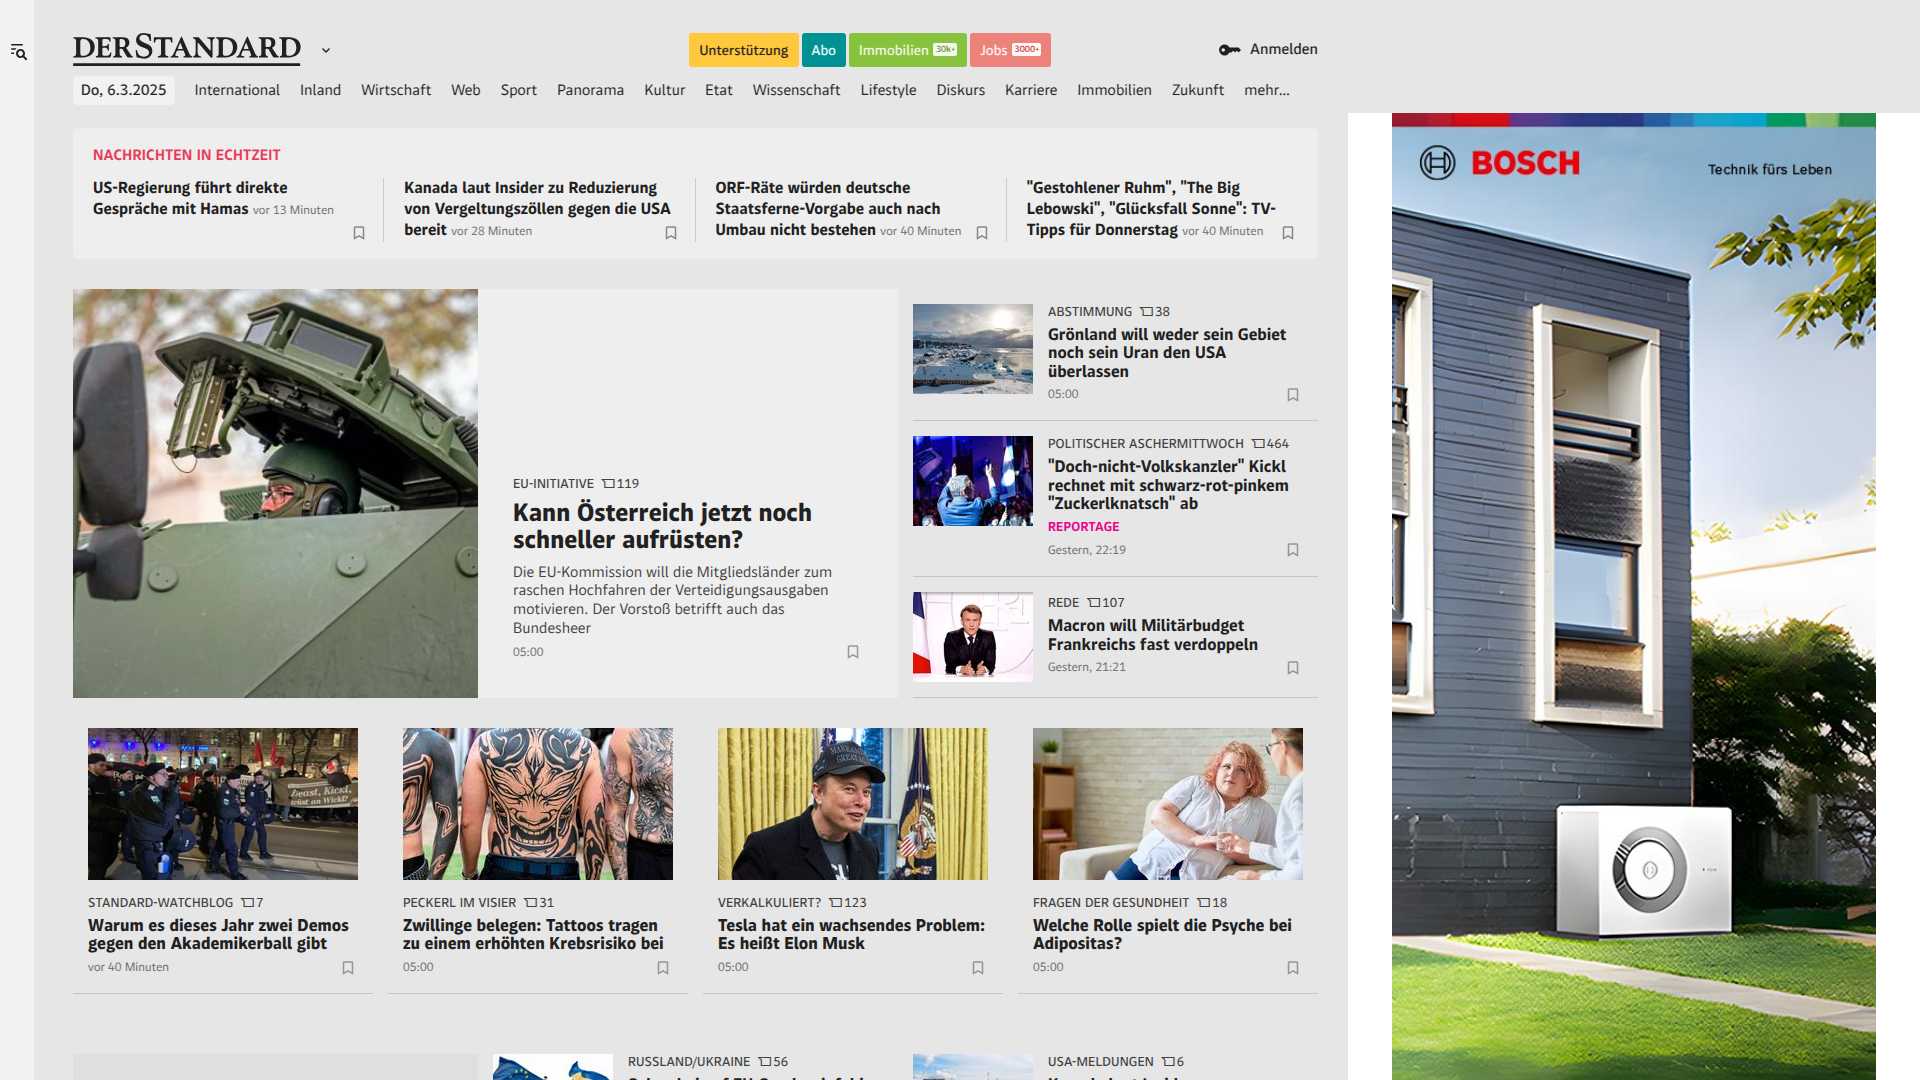 DERSTANDARD
Unterstützung
Abo
Immobilien 30k+
Jobs 3000+
Anmelden
Do, 6.3.2025
International
Inland
Wirtschaft
Web
Sport
Panorama
Kultur
Etat
Wissenschaft
Lifestyle
Diskurs
Karriere
Immobilien
Zukunft
mehr...
NACHRICHTEN IN ECHTZEIT
US-Regierung führt direkte
Gespräche mit Hamas vor 13 Minuten
Kanada laut Insider zu Reduzierung
von Vergeltungszöllen gegen die USA
bereit vor 28 Minuten
ORF-Räte würden deutsche
Staatsferne-Vorgabe auch nach
Umbau nicht bestehen vor 40 Minuten
"Gestohlener Ruhm", "The Big
Lebowski", "Glücksfall Sonne": TV-
Tipps für Donnerstag vor 40 Minuten
EU-INITIATIVE 119
Kann Österreich jetzt noch
schneller aufrüsten?
Die EU-Kommission will die Mitgliedsländer zum
raschen Hochfahren der Verteidigungsausgaben
motivieren. Der Vorstoß betrifft auch das
Bundesheer
05:00
ABSTIMMUNG 38
Grönland will weder sein Gebiet
noch sein Uran den USA
überlassen
05:00
POLITISCHER ASCHERMITTWOCH 464
"Doch-nicht-Volkskanzler" Kickl
rechnet mit schwarz-rot-pinkem
"Zuckerlknatsch" ab
REPORTAGE
Gestern, 22:19
REDE 107
Macron will Militärbudget
Frankreichs fast verdoppeln
Gestern, 21:21
STANDARD-WATCHBLOG 7
Warum es dieses Jahr zwei Demos
gegen den Akademikerball gibt
vor 40 Minuten
PECKERL IM VISIER 31
Zwillinge belegen: Tattoos tragen
zu einem erhöhten Krebsrisiko bei
05:00
VERKALKULIERT? 123
Tesla hat ein wachsendes Problem:
Es heißt Elon Musk
05:00
FRAGEN DER GESUNDHEIT 18
Welche Rolle spielt die Psyche bei
Adipositas?
05:00
RUSSLAND/UKRAINE 56
USA-MELDUNGEN 6
BOSCH
Technik fürs Leben